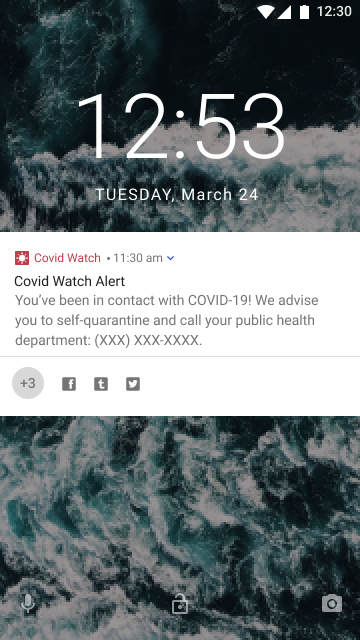 12:30
12:53
TUESDAY, March 24
Covid Watch • 11:30 am
Covid Watch Alert
You've been in contact with COVID-19! We advise
you to self-quarantine and call your public health
department: (XXX) XXX-XXXX.
+3